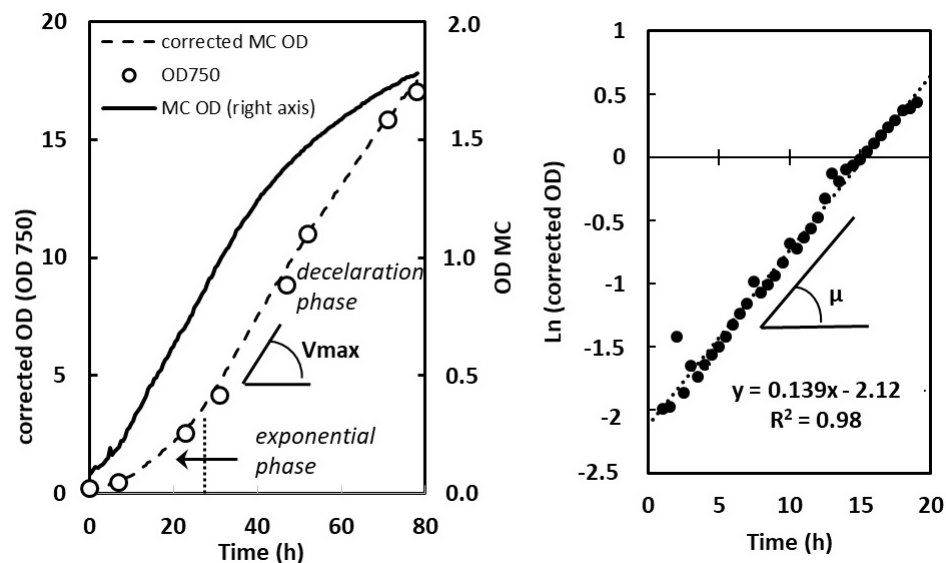 20
15
10
5
0
corrected OD (OD 750)
corrected MC OD
OD750
MC OD (right axis)
decelaration
phase
Vmax
exponential
phase
2.0
1.5
1.0
0.5
0.0
OD MC
0 20 40 60 80
Time (h)
1
0.5
0
-0.5
-1
-1.5
-2
-2.5
Ln (corrected OD)
μ
y = 0.139x - 2.12
R² = 0.98
0 5 10 15 20
Time (h)